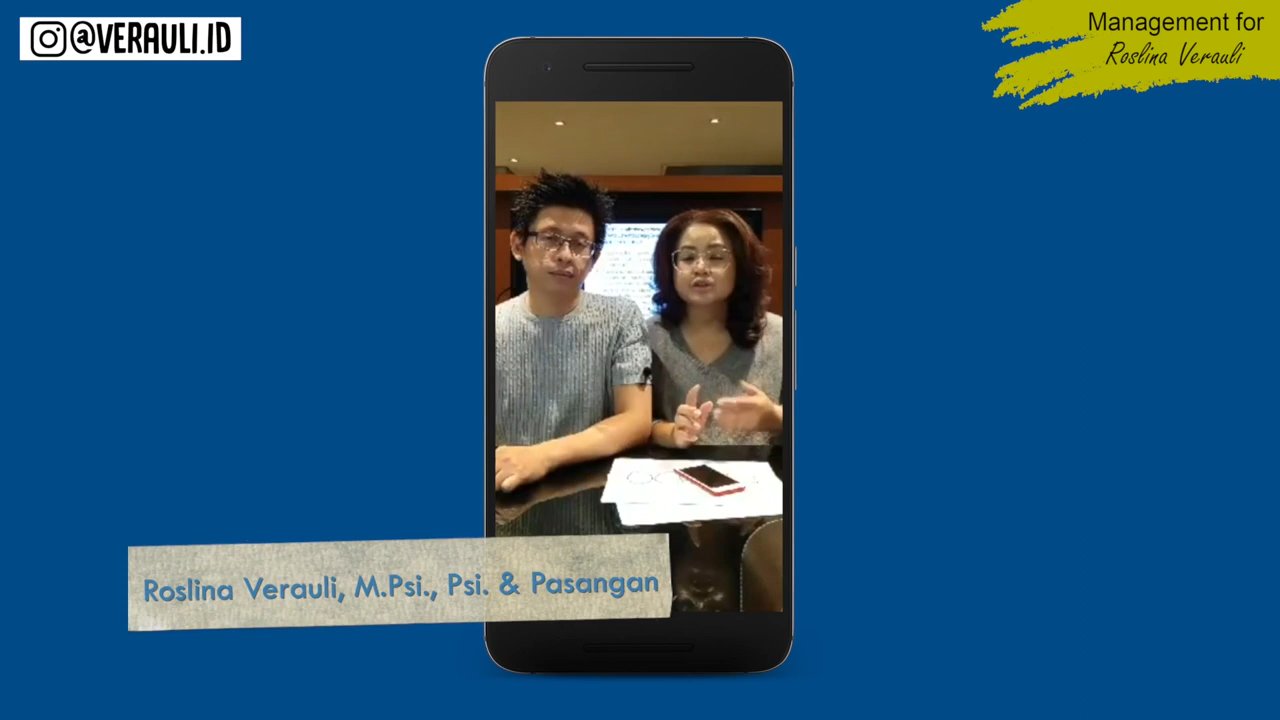 @VERAULI.ID
Management for
Roslina Verauli
Roslina Verauli, M.Psi., Psi. & Pasangan